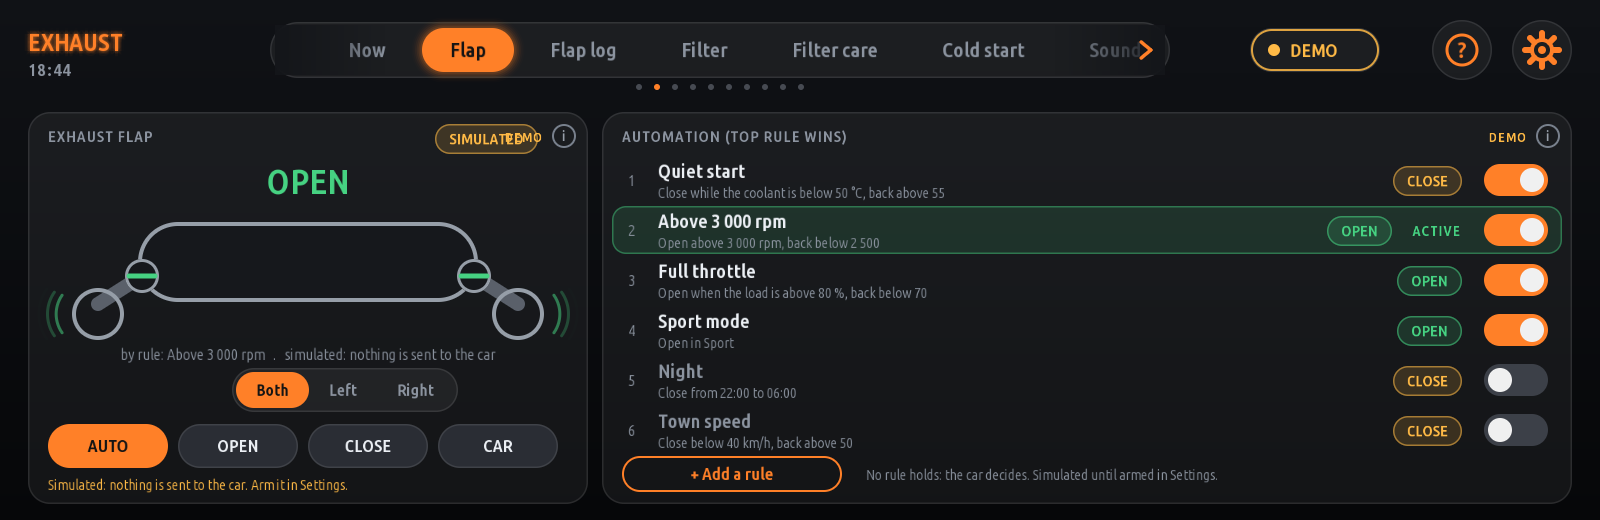 EXHAUST
18:44
Now Flap Flap log Filter Filter care Cold start Sound
DEMO
?
EXHAUST FLAP
SIMULATED
DEMO
i
OPEN
by rule: Above 3 000 rpm . simulated: nothing is sent to the car
Both Left Right
AUTO OPEN CLOSE CAR
Simulated: nothing is sent to the car. Arm it in Settings.
AUTOMATION (TOP RULE WINS)
DEMO
i
1 Quiet start CLOSE
Close while the coolant is below 50 °C, back above 55
2 Above 3 000 rpm OPEN ACTIVE
Open above 3 000 rpm, back below 2 500
3 Full throttle OPEN
Open when the load is above 80 %, back below 70
4 Sport mode OPEN
Open in Sport
5 Night CLOSE
Close from 22:00 to 06:00
6 Town speed CLOSE
Close below 40 km/h, back above 50
+ Add a rule
No rule holds: the car decides. Simulated until armed in Settings.